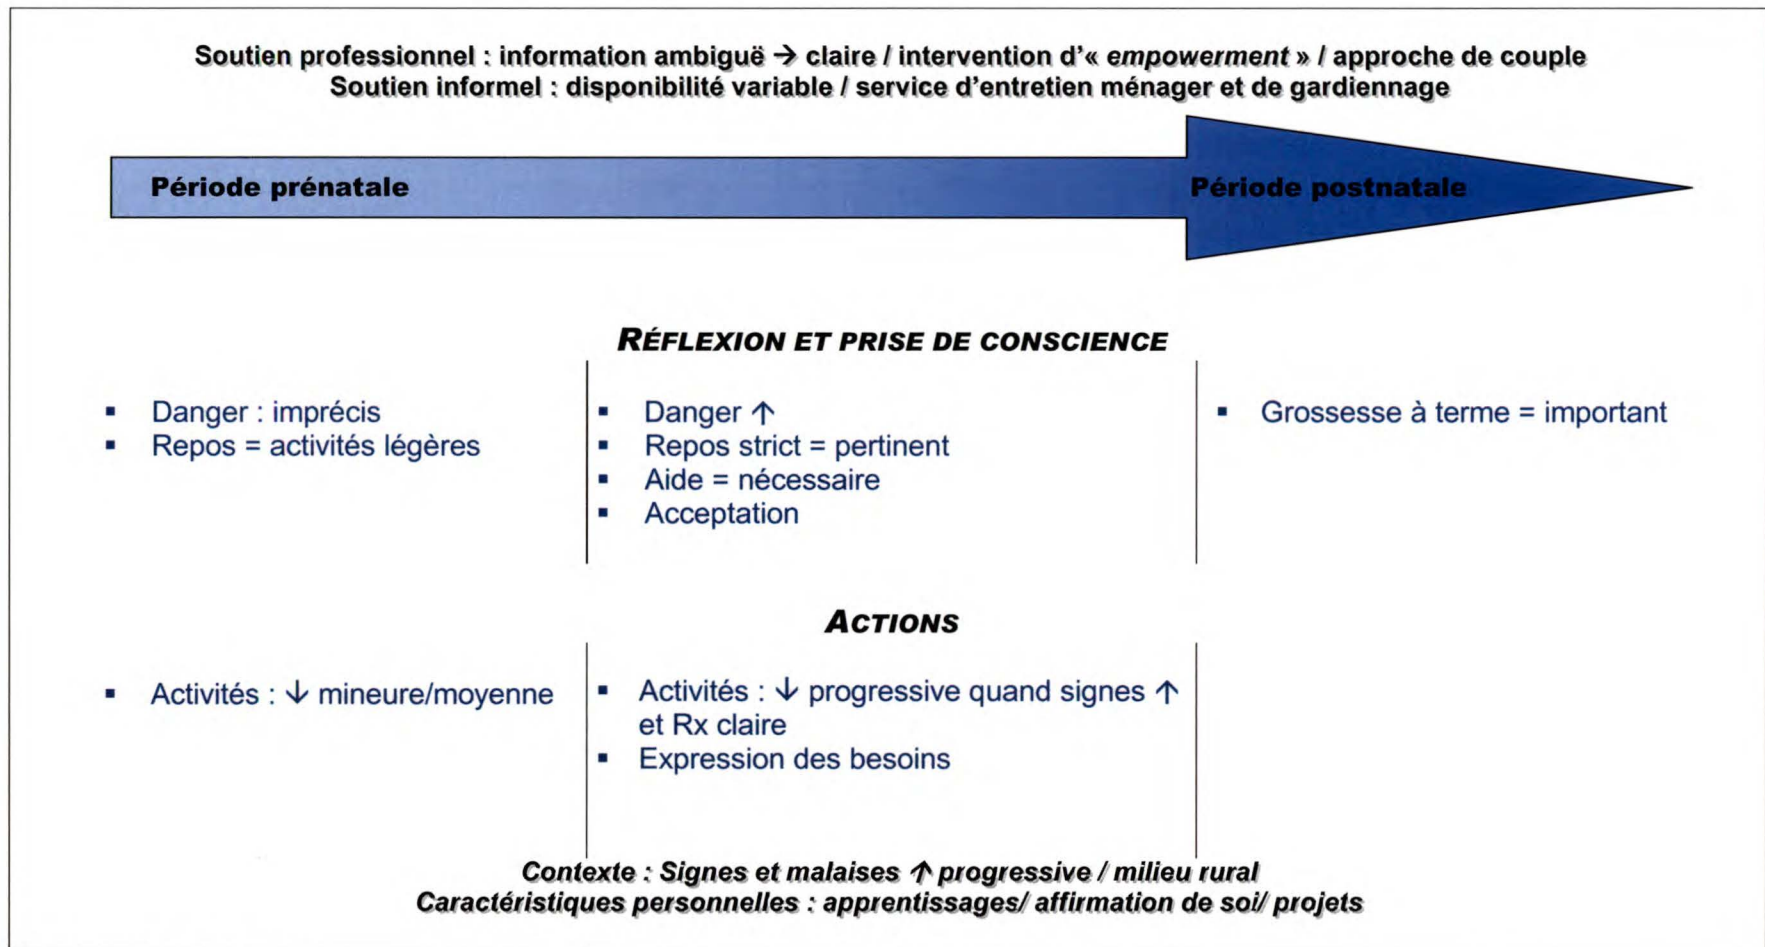 Soutien professionnel : information ambiguë → claire / intervention d'« empowerment » / approche de couple
Soutien informel : disponibilité variable / service d'entretien ménager et de gardiennage
Période prénatale
Période postnatale
RÉFLEXION ET PRISE DE CONSCIENCE
▪ Danger : imprécis
▪ Repos = activités légères
▪ Danger ↑
▪ Repos strict = pertinent
▪ Aide = nécessaire
▪ Acceptation
▪ Grossesse à terme = important
ACTIONS
▪ Activités : ↓ mineure/moyenne
▪ Activités : ↓ progressive quand signes ↑
et Rx claire
▪ Expression des besoins
Contexte : Signes et malaises ↑ progressive / milieu rural
Caractéristiques personnelles : apprentissages/ affirmation de soi/ projets